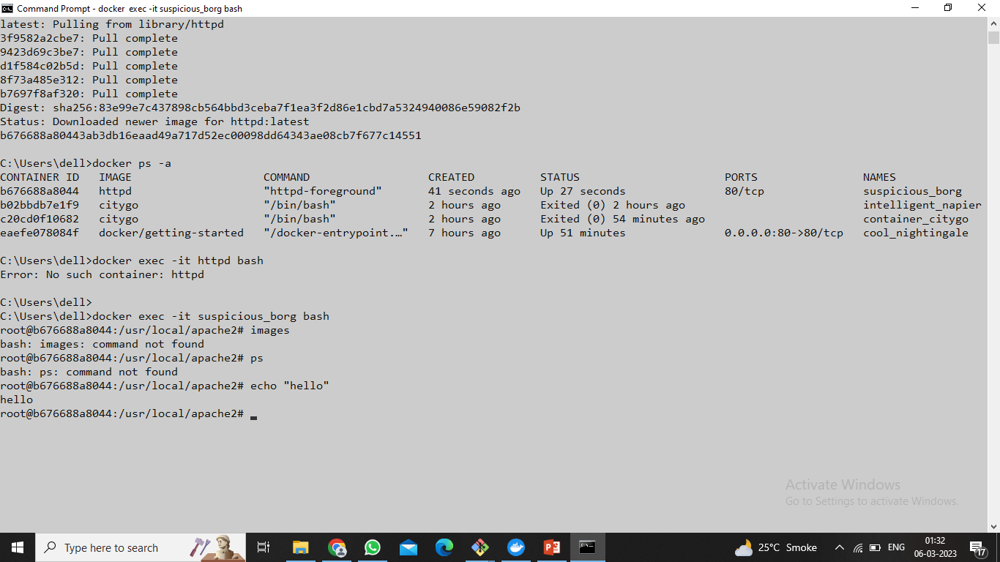 Command Prompt - docker  exec -it suspicious_borg bash
latest: Pulling from library/httpd
3f9582a2cbe7: Pull complete
9423d69c3be7: Pull complete
d1f584c02b5d: Pull complete
8f73a485e312: Pull complete
b7697f8af320: Pull complete
Digest: sha256:83e99e7c437898cb564bbd3ceba7f1ea3f2d86e1cbd7a5324940086e59082f2b
Status: Downloaded newer image for httpd:latest
b676688a80443ab3db16eaad49a717d52ec00098dd64343ae08cb7f677c14551
C:\Users\dell>docker ps -a
CONTAINER ID   IMAGE                    COMMAND                  CREATED          STATUS                      PORTS                NAMES
b676688a8044   httpd                    "httpd-foreground"       41 seconds ago   Up 27 seconds               80/tcp               suspicious_borg
b02bbdb7e1f9   citygo                   "/bin/bash"              2 hours ago      Exited (0) 2 hours ago                           intelligent_napier
c20cd0f10682   citygo                   "/bin/bash"              2 hours ago      Exited (0) 54 minutes ago                        container_citygo
eaefe078084f   docker/getting-started   "/docker-entrypoint.…"   7 hours ago      Up 51 minutes               0.0.0.0:80->80/tcp   cool_nightingale
C:\Users\dell>docker exec -it httpd bash
Error: No such container: httpd
C:\Users\dell>
C:\Users\dell>docker exec -it suspicious_borg bash
root@b676688a8044:/usr/local/apache2# images
bash: images: command not found
root@b676688a8044:/usr/local/apache2# ps
bash: ps: command not found
root@b676688a8044:/usr/local/apache2# echo "hello"
hello
root@b676688a8044:/usr/local/apache2#
Activate Windows
Go to Settings to activate Windows.
Type here to search
25°C Smoke
ENG
01:32
06-03-2023
17